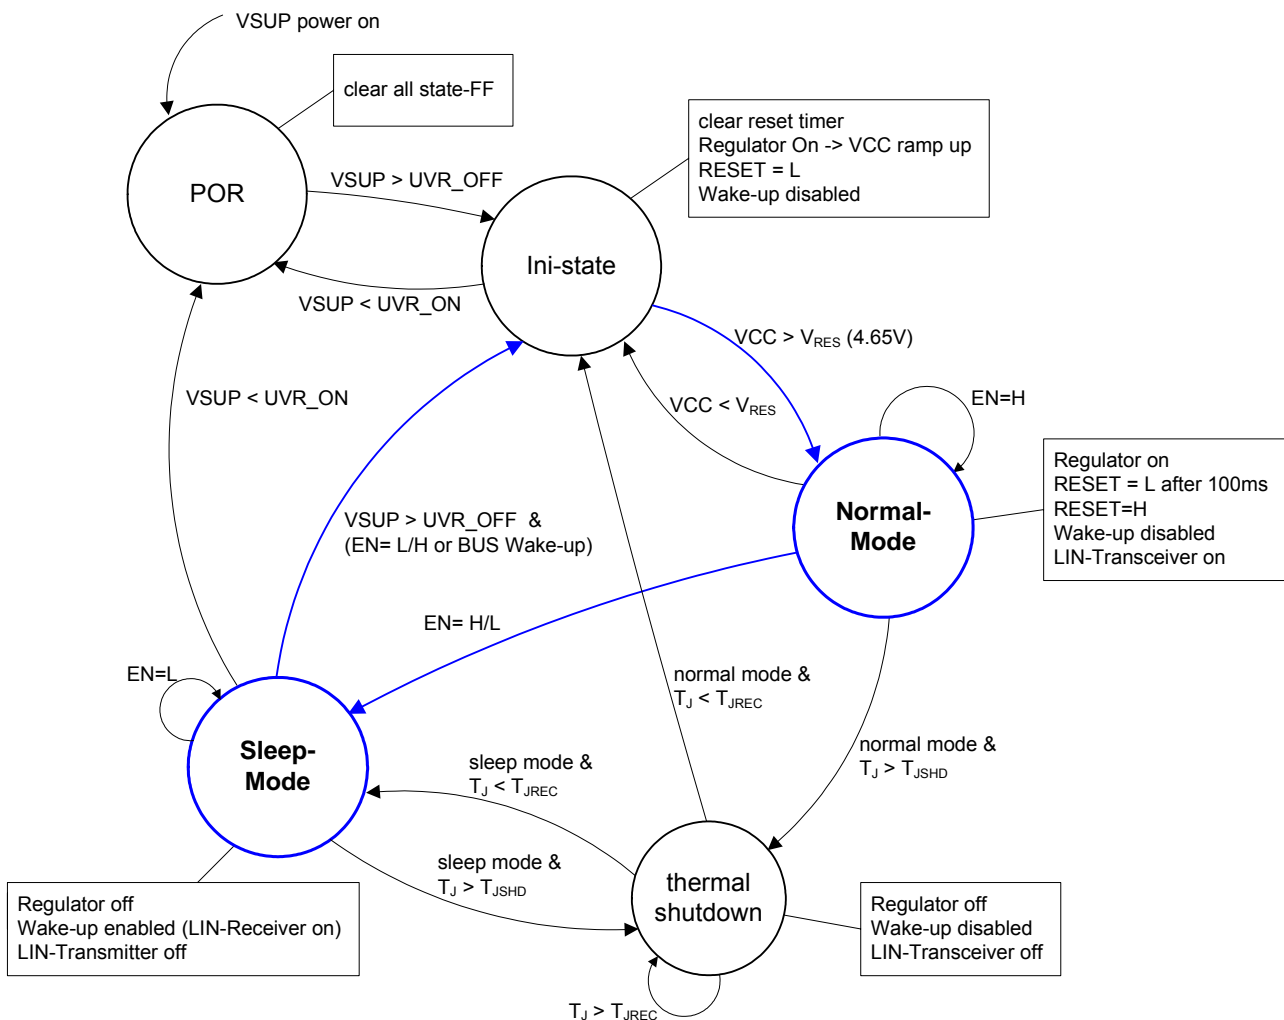 VSUP power on
clear all state-FF
clear reset timer
Regulator On -> VCC ramp up
RESET = L
Wake-up disabled
POR
VSUP > UVR_OFF
Ini-state
VSUP < UVR_ON
VCC > VRES (4.65V)
VSUP < UVR_ON
VCC < VRES
EN=H
Regulator on
RESET = L after 100ms
RESET=H
Wake-up disabled
LIN-Transceiver on
Normal-
Mode
VSUP > UVR_OFF &
(EN= L/H or BUS Wake-up)
EN= H/L
EN=L
normal mode &
TJ < TJREC
Sleep-
Mode
sleep mode &
TJ < TJREC
normal mode &
TJ > TJSHD
sleep mode &
TJ > TJSHD
thermal
shutdown
Regulator off
Wake-up enabled (LIN-Receiver on)
LIN-Transmitter off
Regulator off
Wake-up disabled
LIN-Transceiver off
TJ > TJREC